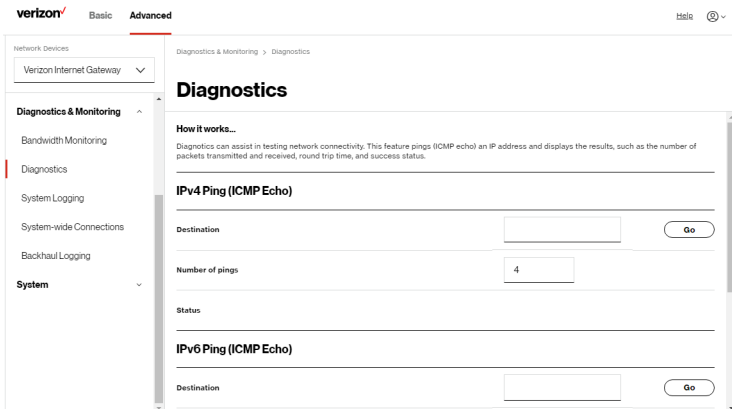 verizon Basic Advanced Help
Network Devices
Verizon Internet Gateway
Diagnostics & Monitoring
Bandwidth Monitoring
Diagnostics
System Logging
System-wide Connections
Backhaul Logging
System
Diagnostics & Monitoring > Diagnostics
Diagnostics
How it works...
Diagnotics can assist in testing network connectivity. This feature pings (ICMP echo) an IP address and displays the results, such as the number of
packets transmitted and received, round trip time, and success status.
IPv4 Ping (ICMP Echo)
Destination Go
Number of pings 4
Status
IPv6 Ping (ICMP Echo)
Destination Go